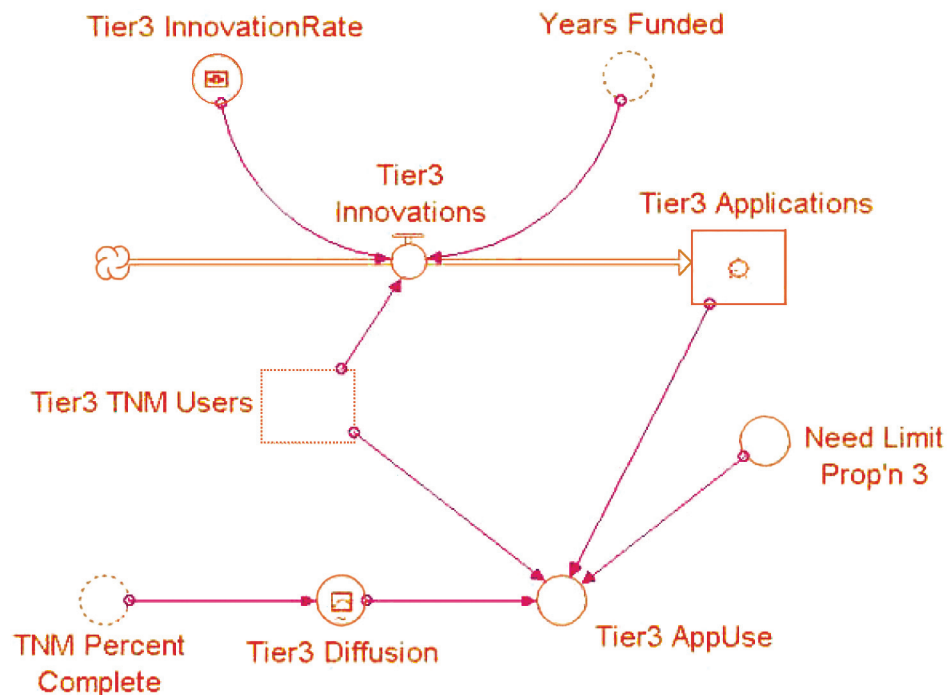 Tier3 InnovationRate
Years Funded
Tier3
Innovations
Tier3 Applications
Tier3 TNM Users
Need Limit
Prop'n 3
TNM Percent
Complete
Tier3 Diffusion
Tier3 AppUse